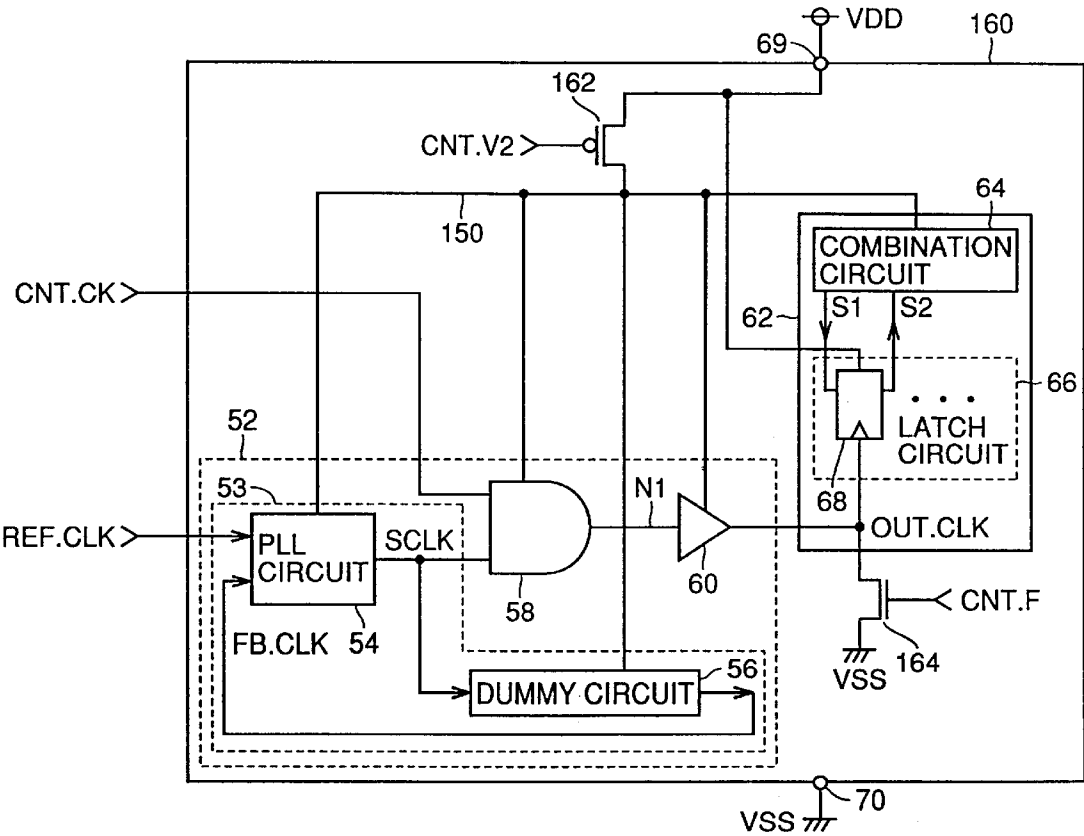 VDD
69
160
162
CNT.V2
150
64
COMBINATION
CIRCUIT
CNT.CK
S1
S2
62
66
LATCH
CIRCUIT
68
52
53
N1
REF.CLK
PLL
CIRCUIT
SCLK
OUT.CLK
58
60
CNT.F
FB.CLK
54
164
VSS
56
DUMMY CIRCUIT
70
VSS